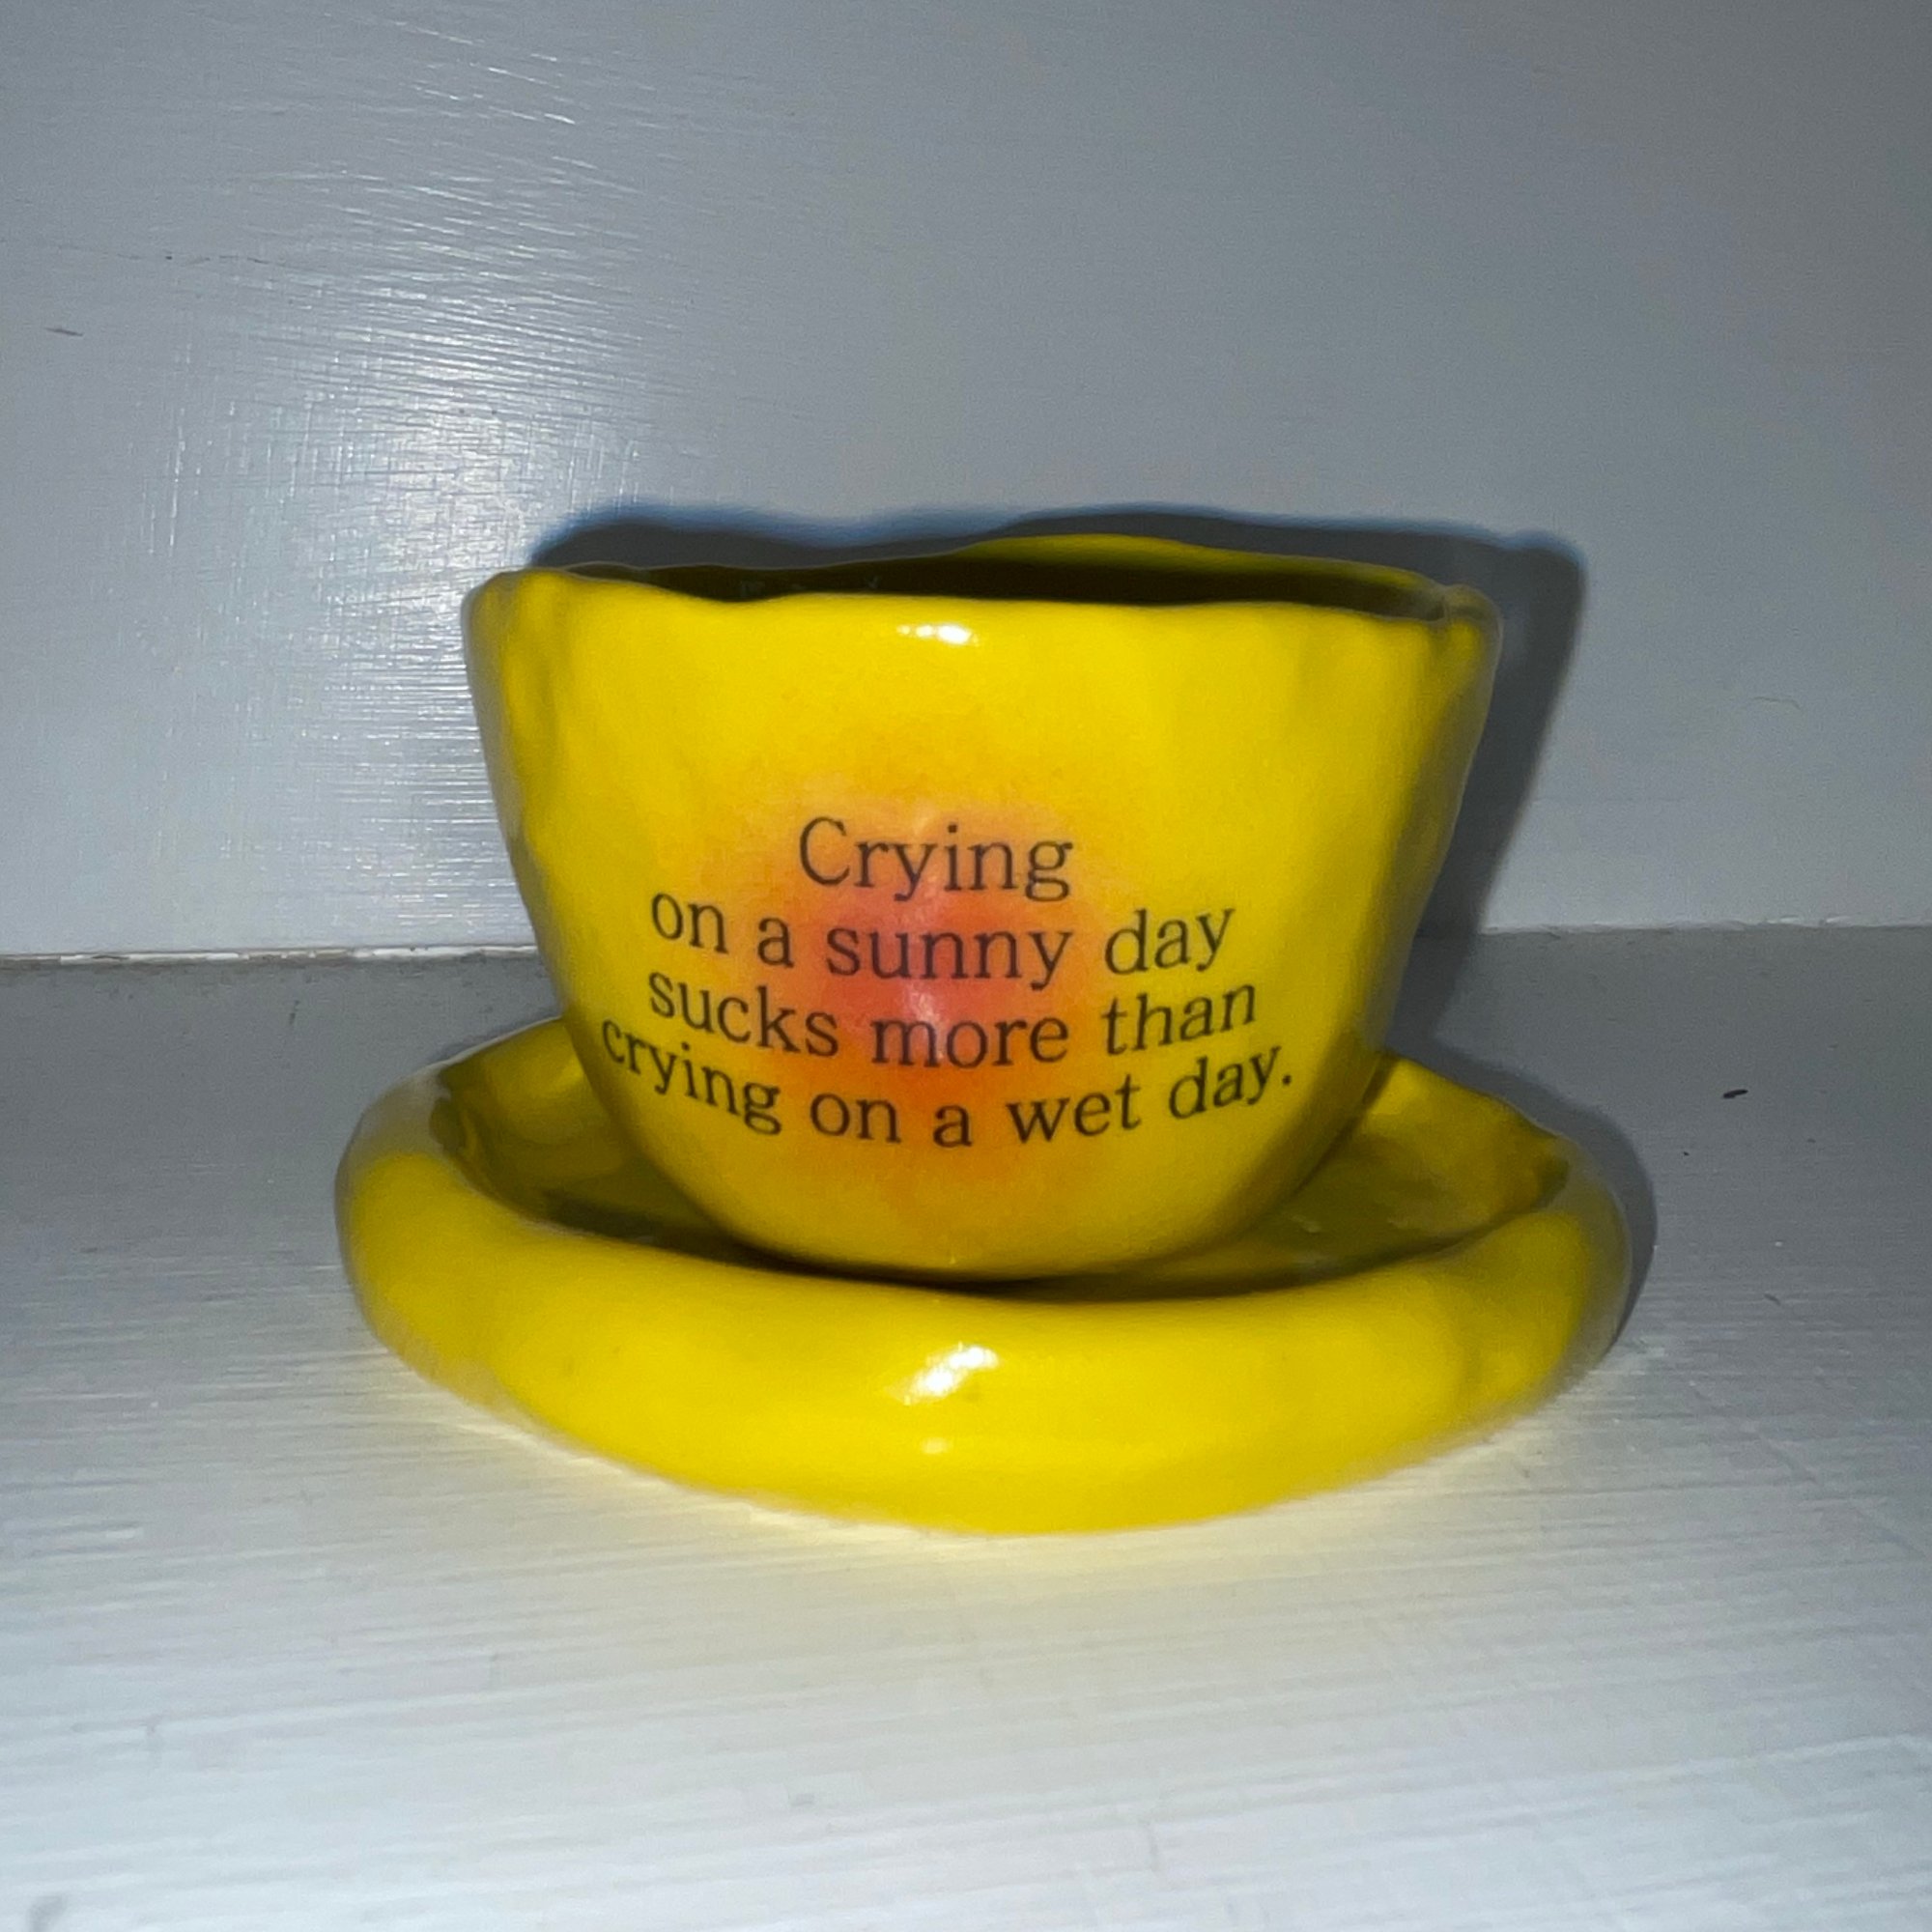 Crying
on a sunny day
sucks more than
crying on a wet day.